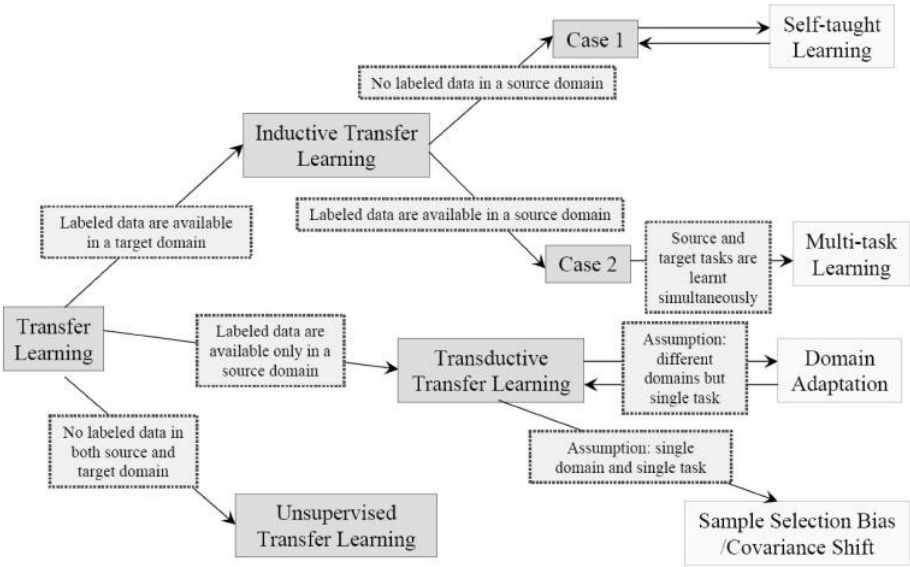 Self-taught
Learning
Case 1
No labeled data in a source domain
Inductive Transfer
Learning
Labeled data are available
in a target domain
Labeled data are available in a source domain
Case 2
Source and
target tasks are
learnt
simultaneously
Multi-task
Learning
Transfer
Learning
Labeled data are
available only in a
source domain
Transductive
Transfer Learning
Assumption:
different
domains but
single task
Domain
Adaptation
No labeled data in
both source and
target domain
Assumption: single
domain and single task
Unsupervised
Transfer Learning
Sample Selection Bias
/Covariance Shift